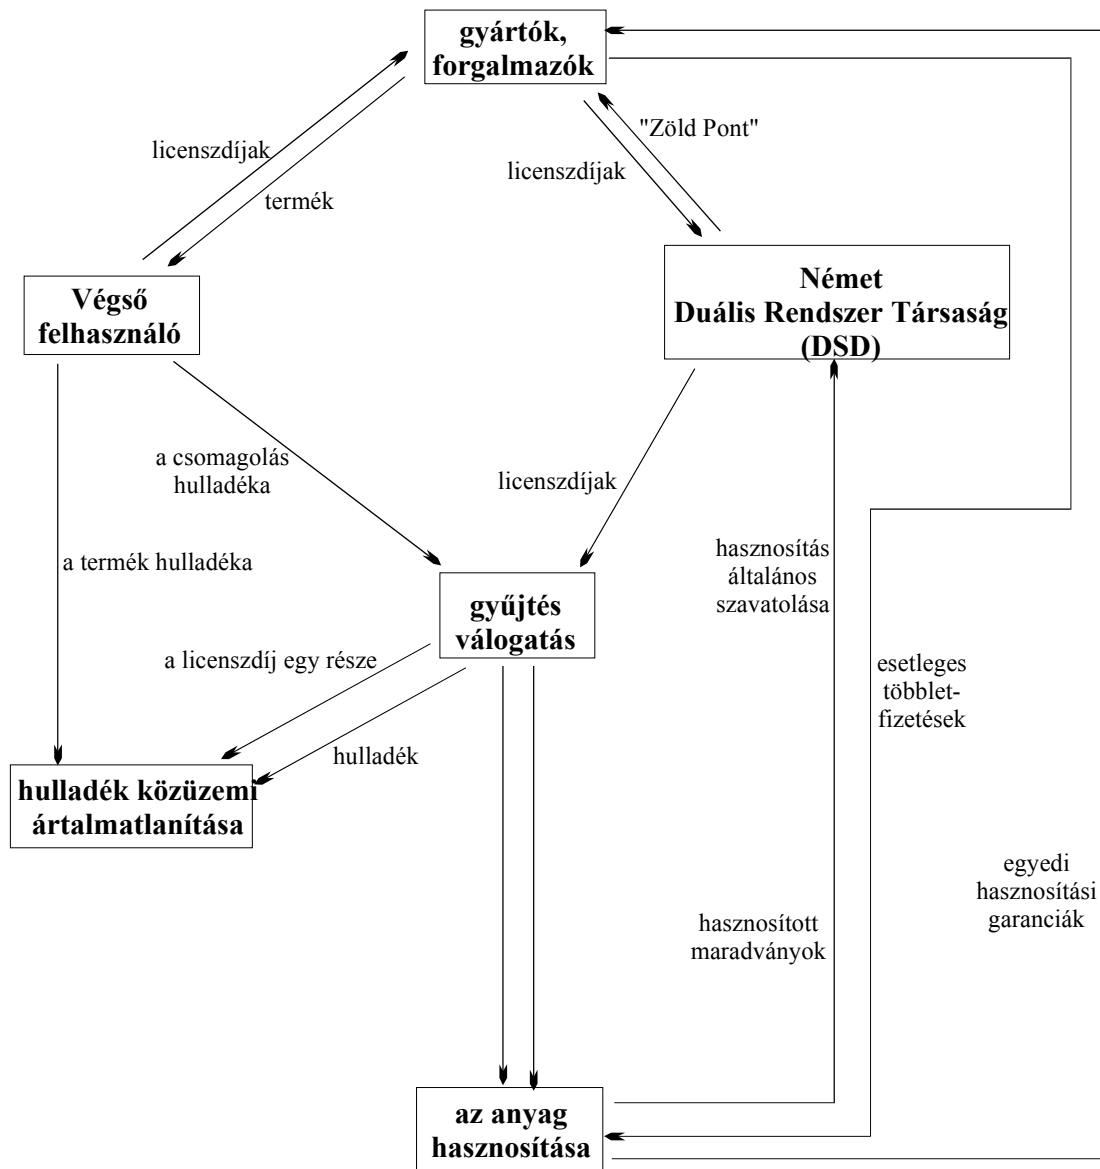 gyártók,
forgalmazók
"Zöld Pont"
licenszdíjak
licenszdíjak
termék
Végső
felhasználó
Német
Duális Rendszer Társaság
(DSD)
a csomagolás
hulladéka
licenszdíjak
a termék hulladéka
hasznosítás
általános
szavatolása
gyűjtés
válogatás
a licenszdíj egy része
esetleges
többlet-
fizetések
hulladék
hulladék közüzemi
ártalmatlanítása
egyedi
hasznosítási
garanciák
hasznosított
maradványok
az anyag
hasznosítása